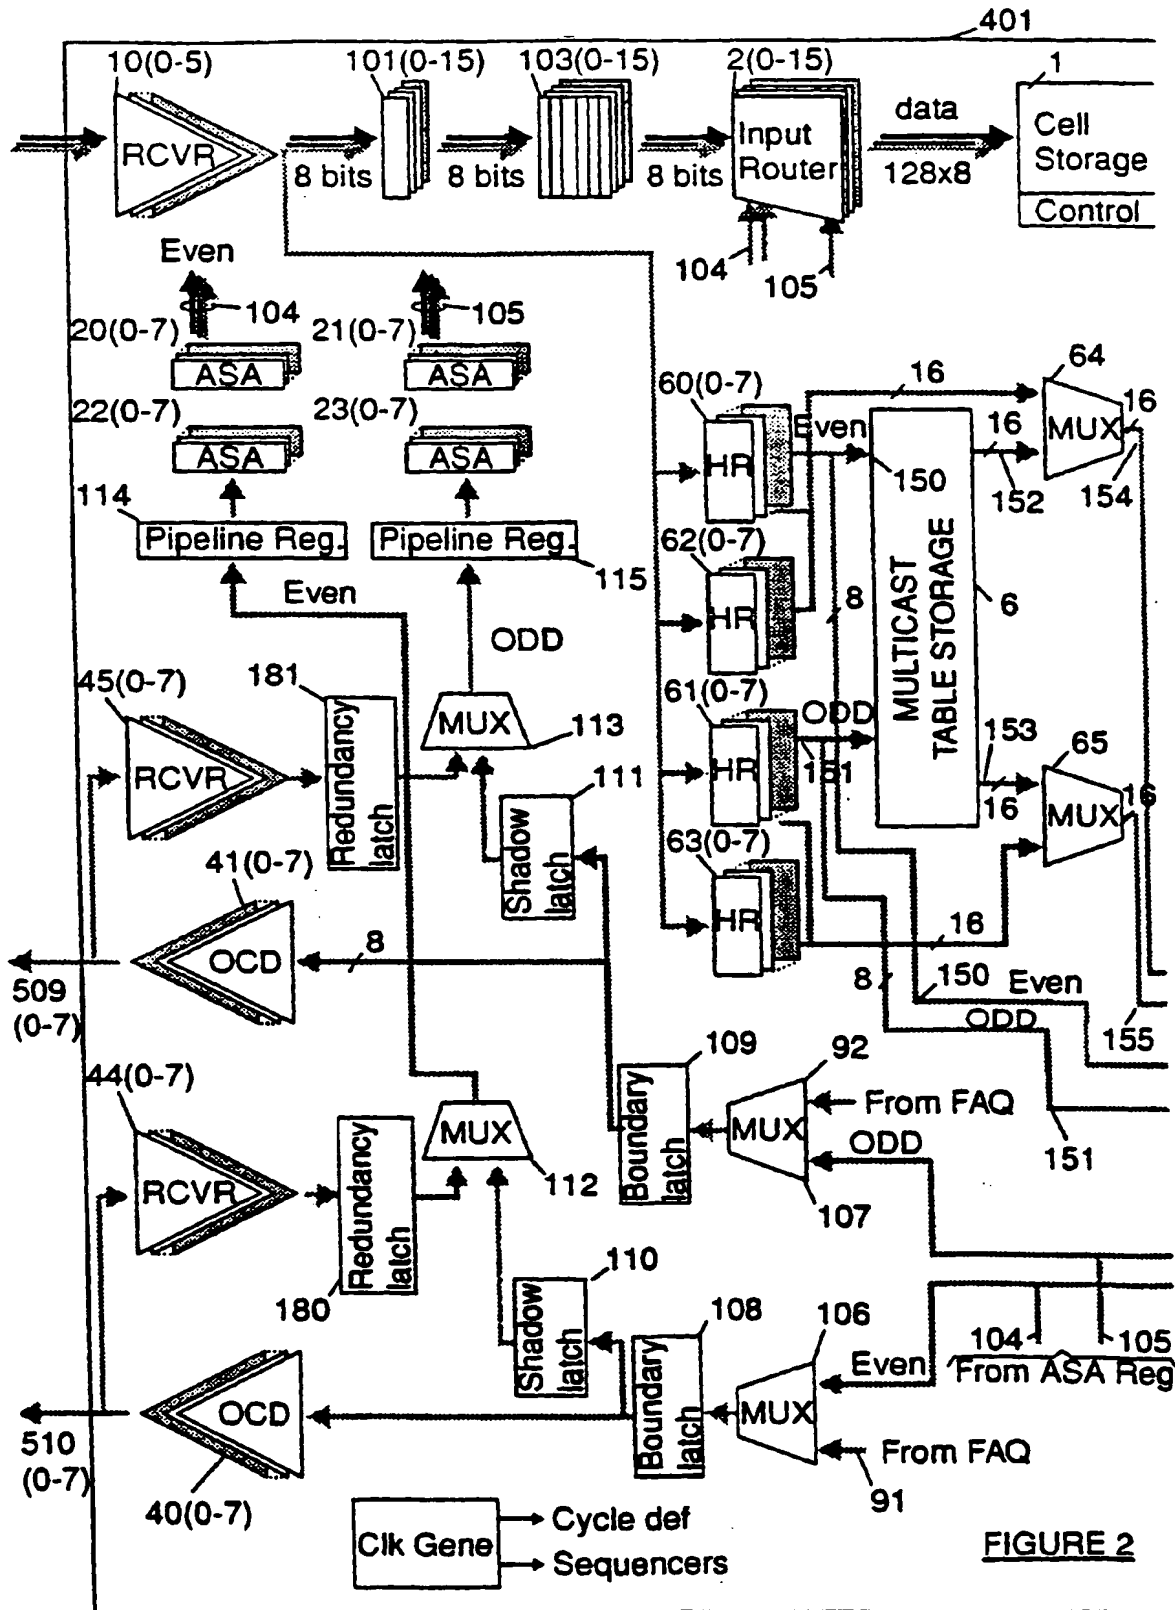 401
10(0-5)
101(0-15)
103(0-15)
2(0-15)
1
RCVR
8 bits
8 bits
8 bits
Input
Router
data
128x8
Cell
Storage
Control
Even
104
105
104
105
20(0-7)
21(0-7)
ASA
ASA
22(0-7)
23(0-7)
ASA
ASA
114
Pipeline Reg.
Pipeline Reg.
115
Even
ODD
60(0-7)
HR
Even
16
64
MUX
16
16
150
152
154
62(0-7)
HR
8
MULTICAST
TABLE STORAGE
6
61(0-7)
HR
ODD
151
153
16
65
MUX
16
63(0-7)
HR
16
8
150
Even
ODD
155
151
45(0-7)
RCVR
181
Redundancy
latch
MUX
113
111
Shadow
latch
41(0-7)
OCD
8
509
(0-7)
44(0-7)
RCVR
Redundancy
latch
180
MUX
112
109
Boundary
latch
92
MUX
From FAQ
ODD
107
110
Shadow
latch
108
Boundary
latch
106
MUX
Even
From FAQ
91
104
105
From ASA Reg
OCD
510
(0-7)
40(0-7)
Clk Gene
Cycle def
Sequencers
FIGURE 2